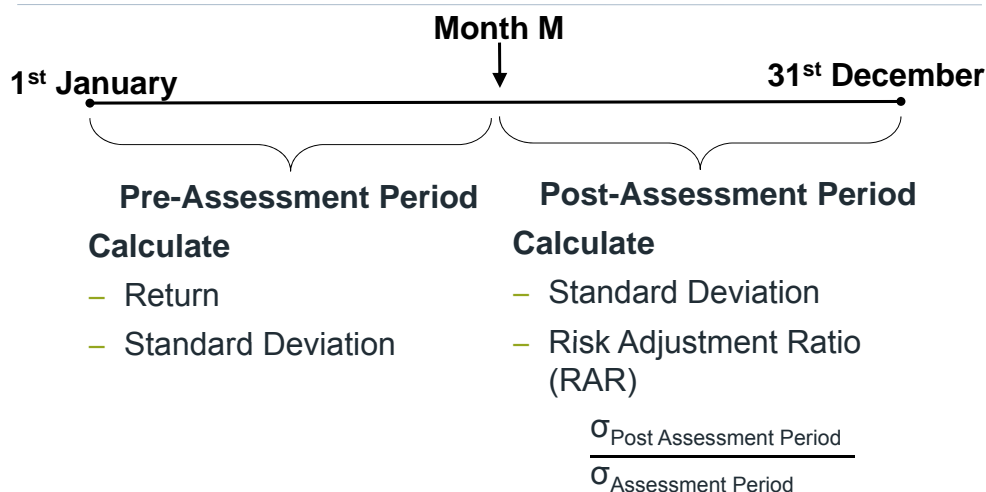 Month M
1st January
31st December
Pre-Assessment Period
Calculate
– Return
– Standard Deviation
Post-Assessment Period
Calculate
– Standard Deviation
– Risk Adjustment Ratio
(RAR)
σPost Assessment Period
σAssessment Period